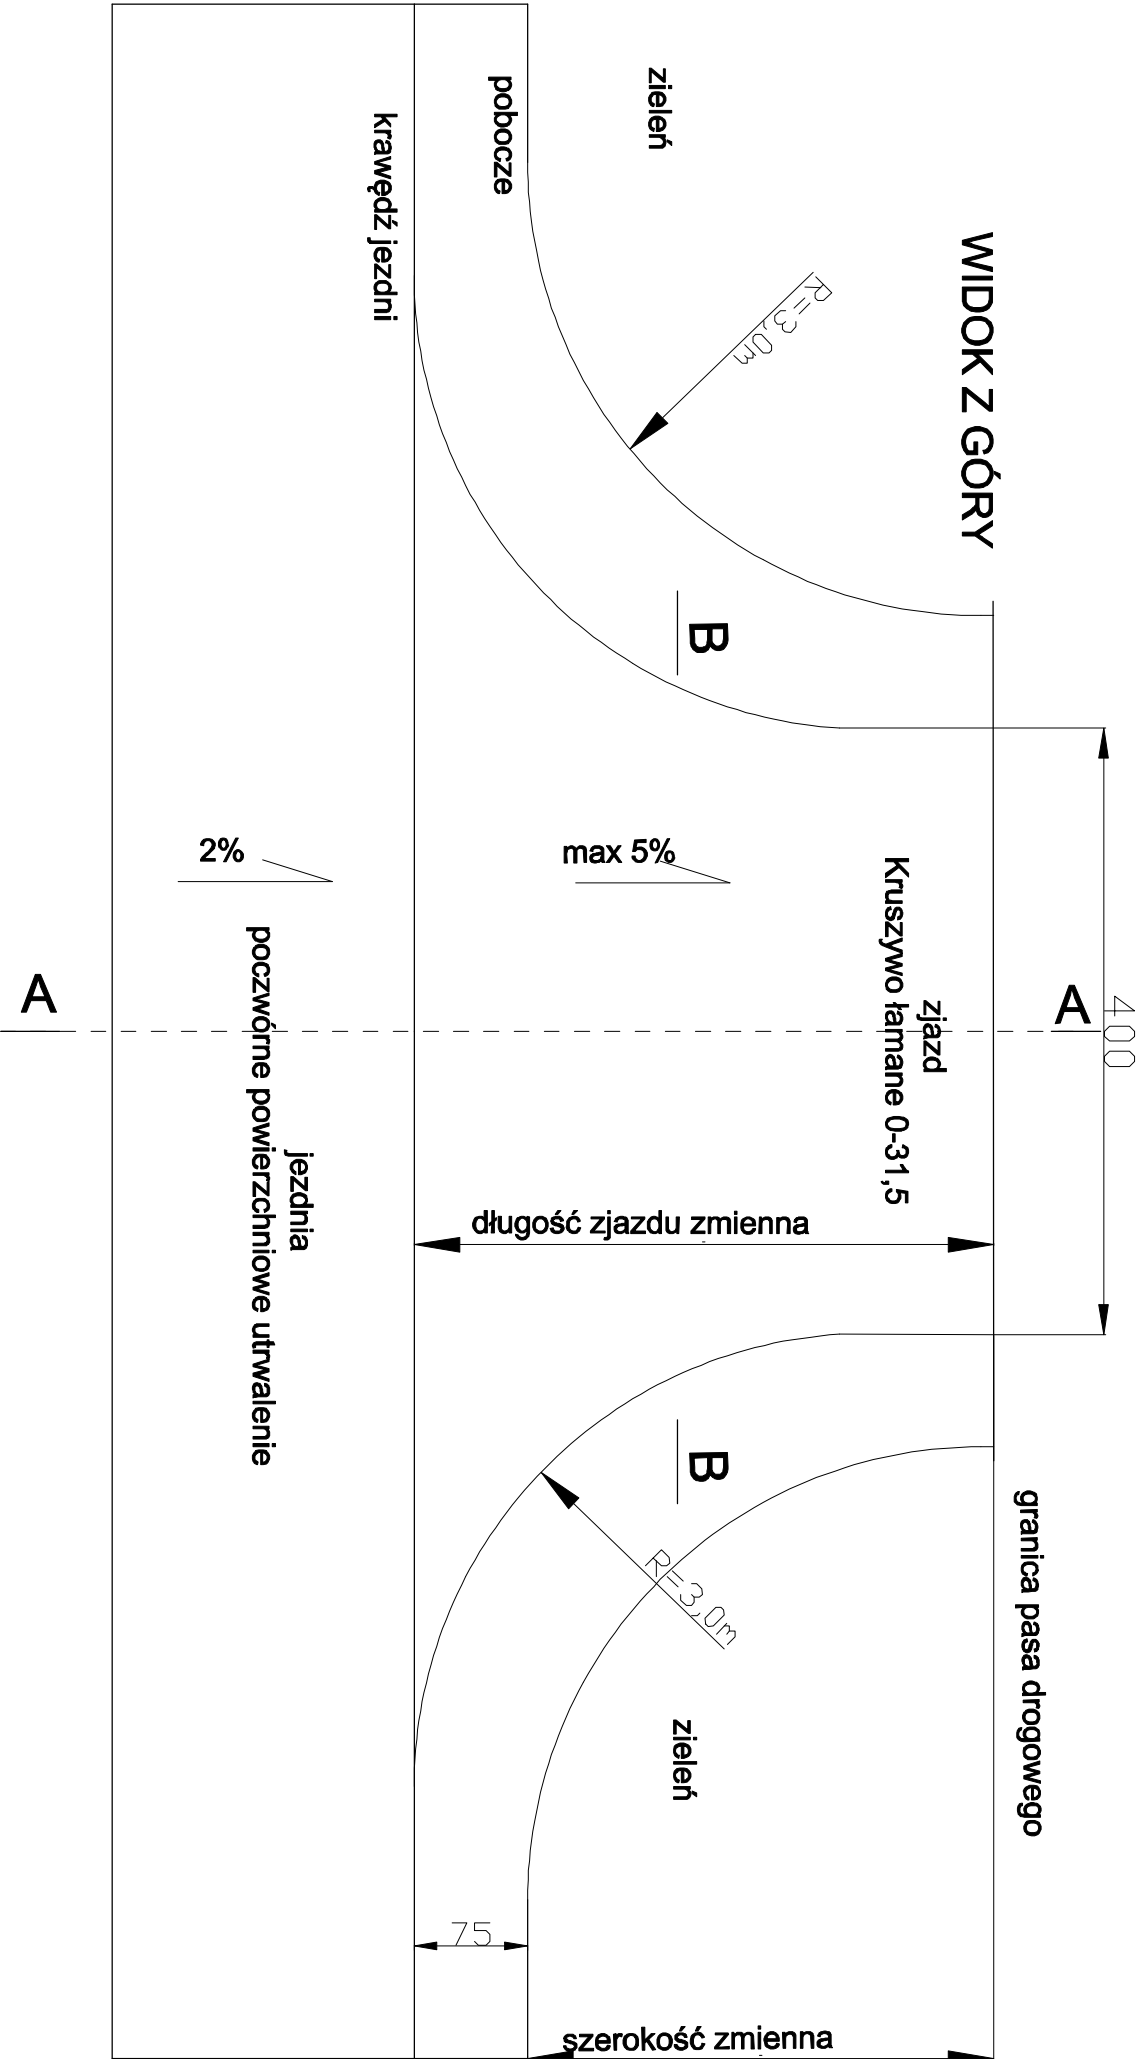 WIDOK Z GÓRY
zieleń
pobocze
krawędź jezdni
R=3,0m
B
400
max 5%
2%
zjazd
Kruszywo łamane 0-31,5
A
A
jezdnia
poczwórne powierzchniowe utrwalenie
długość zjazdu zmienna
B
granica pasa drogowego
R=3,0m
zieleń
75
szerokość zmienna